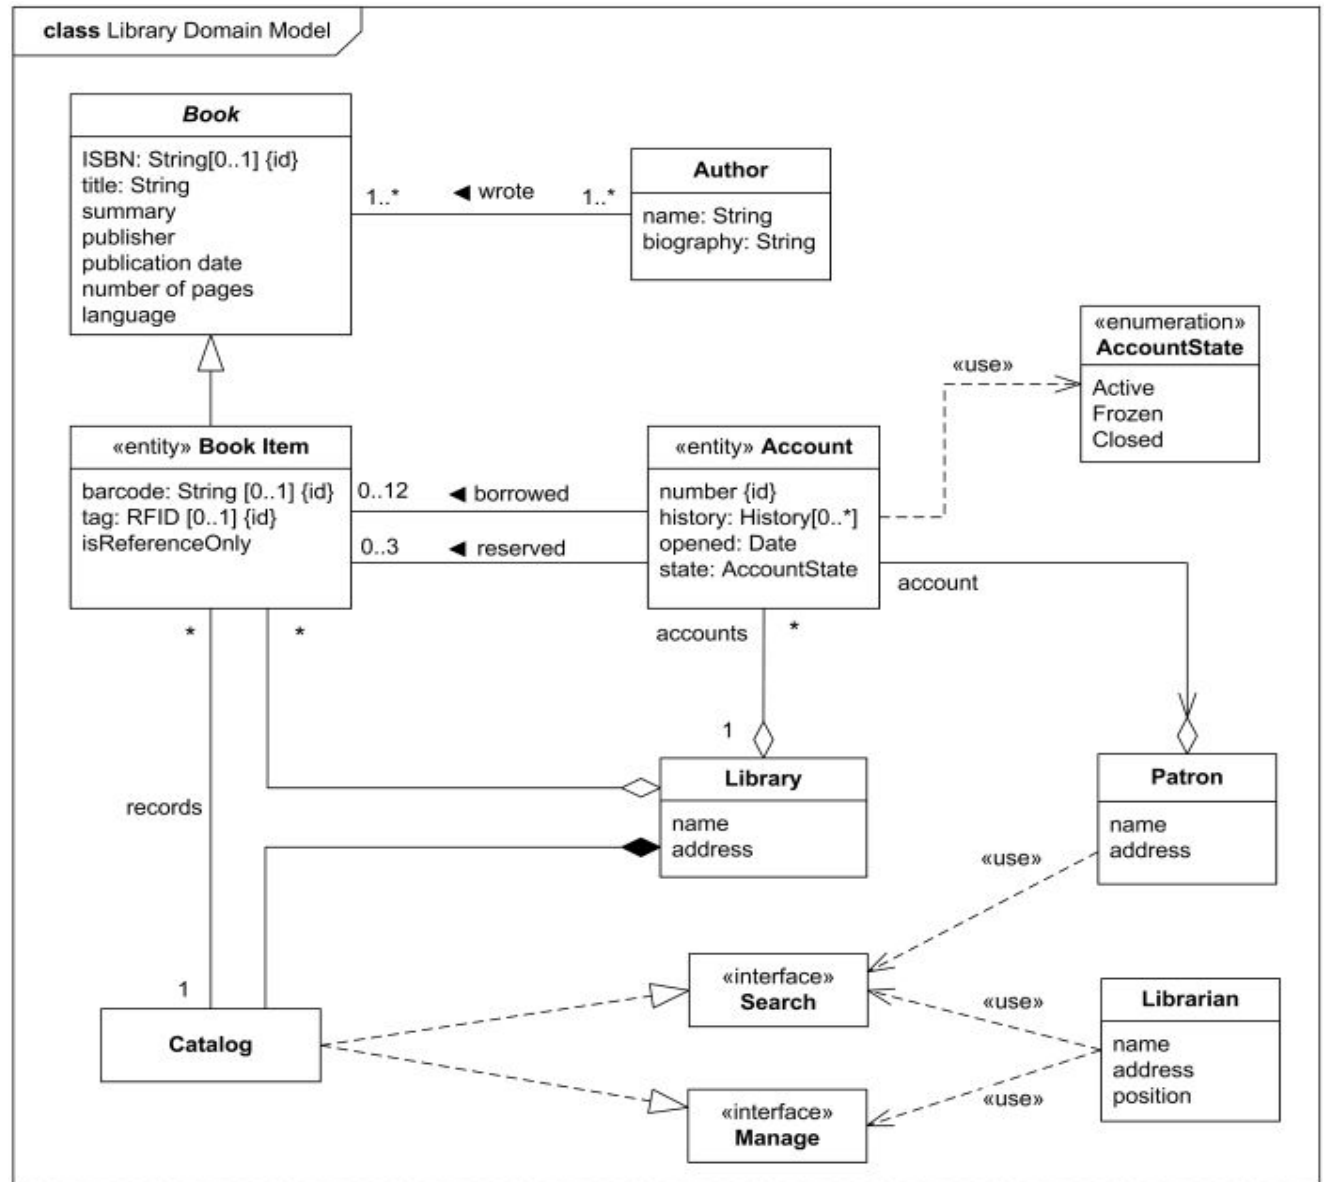 class Library Domain Model
Book
ISBN: String[0..1] {id}
title: String
summary
publisher
publication date
number of pages
language
1..*
◄ wrote
1..*
Author
name: String
biography: String
«enumeration»
AccountState
Active
Frozen
Closed
«use»
«entity» Book Item
barcode: String [0..1] {id}
tag: RFID [0..1] {id}
isReferenceOnly
0..12
◄ borrowed
0..3
◄ reserved
«entity» Account
number {id}
history: History[0..*]
opened: Date
state: AccountState
account
*
*
accounts
*
1
Library
name
address
Patron
name
address
records
«use»
1
Catalog
«interface»
Search
«use»
Librarian
name
address
position
«interface»
Manage
«use»